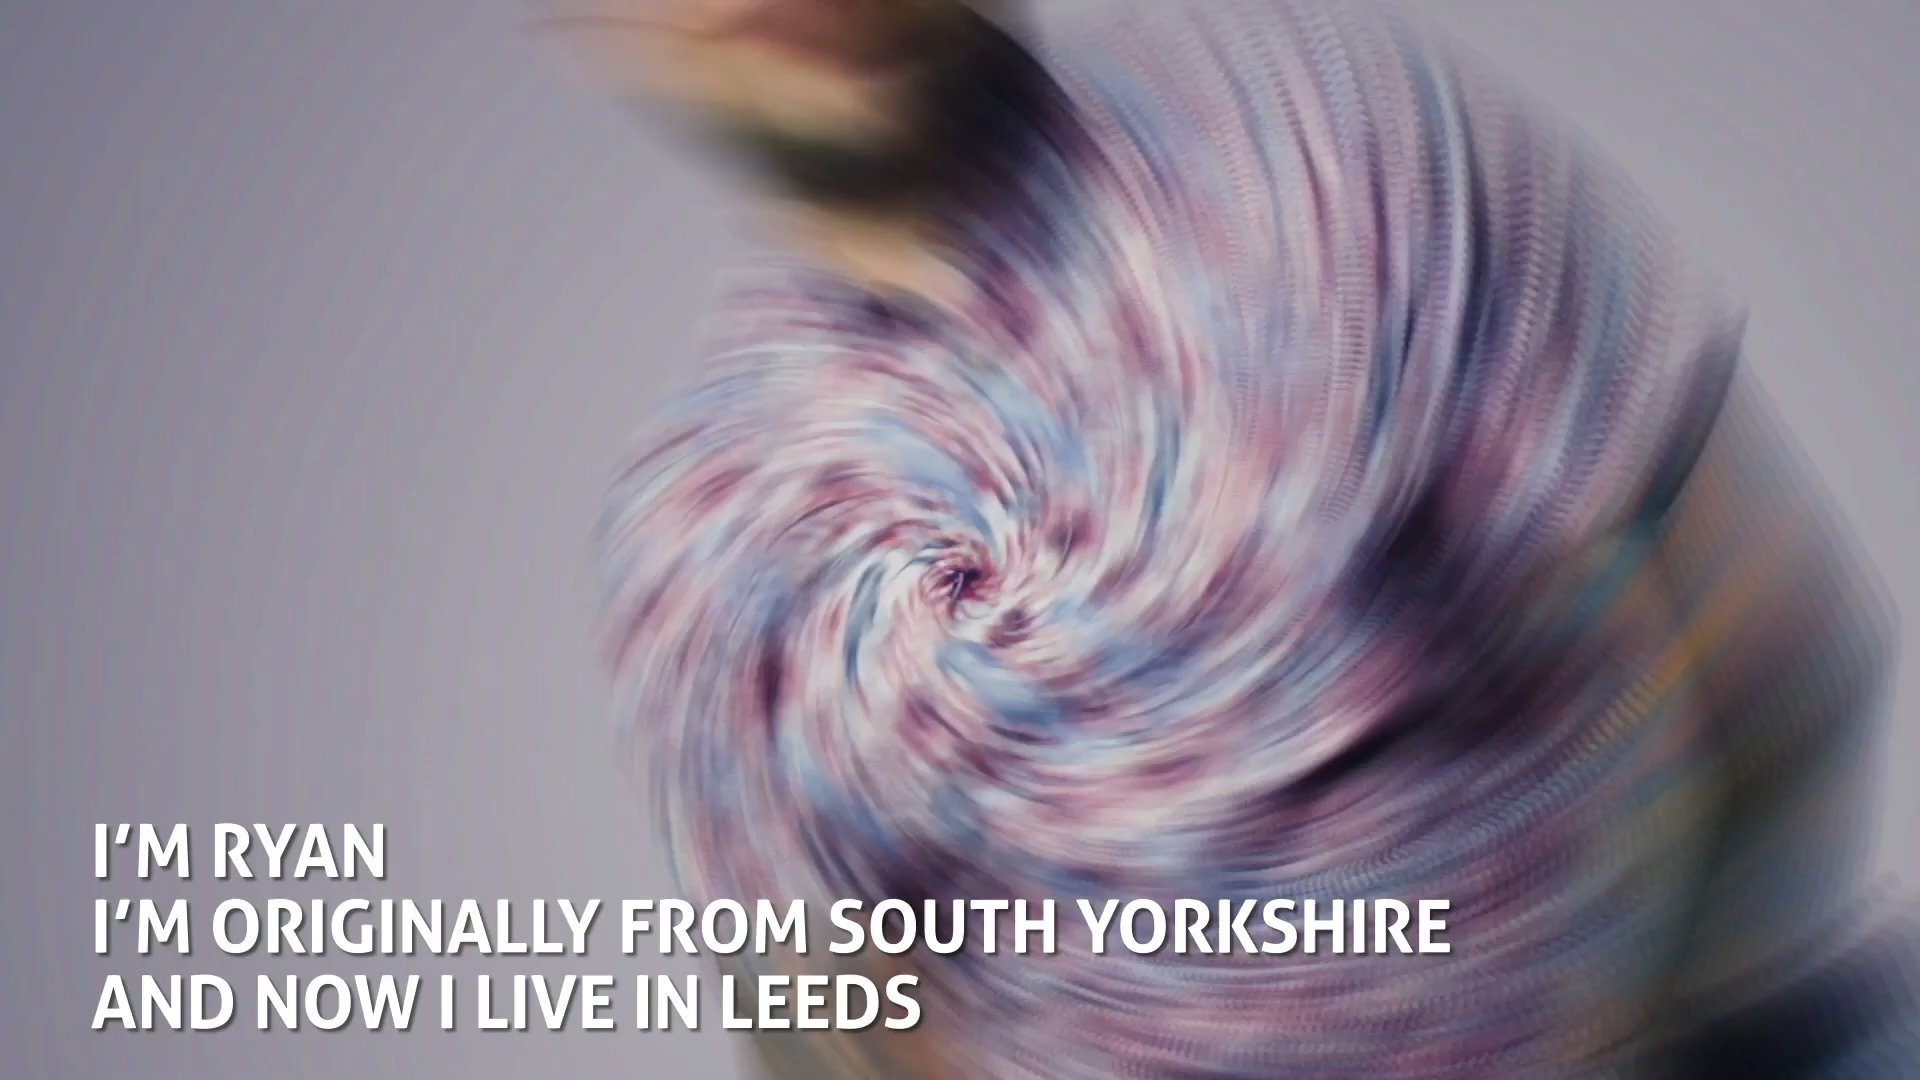 I'M RYAN
I'M ORIGINALLY FROM SOUTH YORKSHIRE
AND NOW I LIVE IN LEEDS